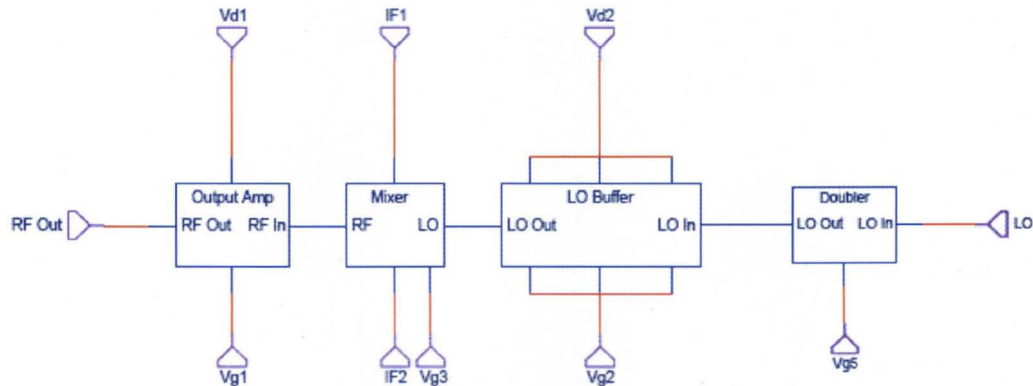 Vd1 IF1 Vd2
Output Amp Mixer LO Buffer Doubler
RF Out RF Out RF In RF LO LO Out LO In LO Out LO In LO
Vg1 IF2 Vg3 Vg2 Vg5